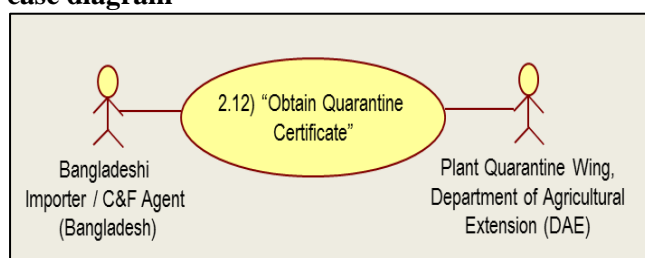 case diagram
2.12) “Obtain Quarantine
Certificate”
Bangladeshi
Importer / C&F Agent
(Bangladesh)
Plant Quarantine Wing,
Department of Agricultural
Extension (DAE)